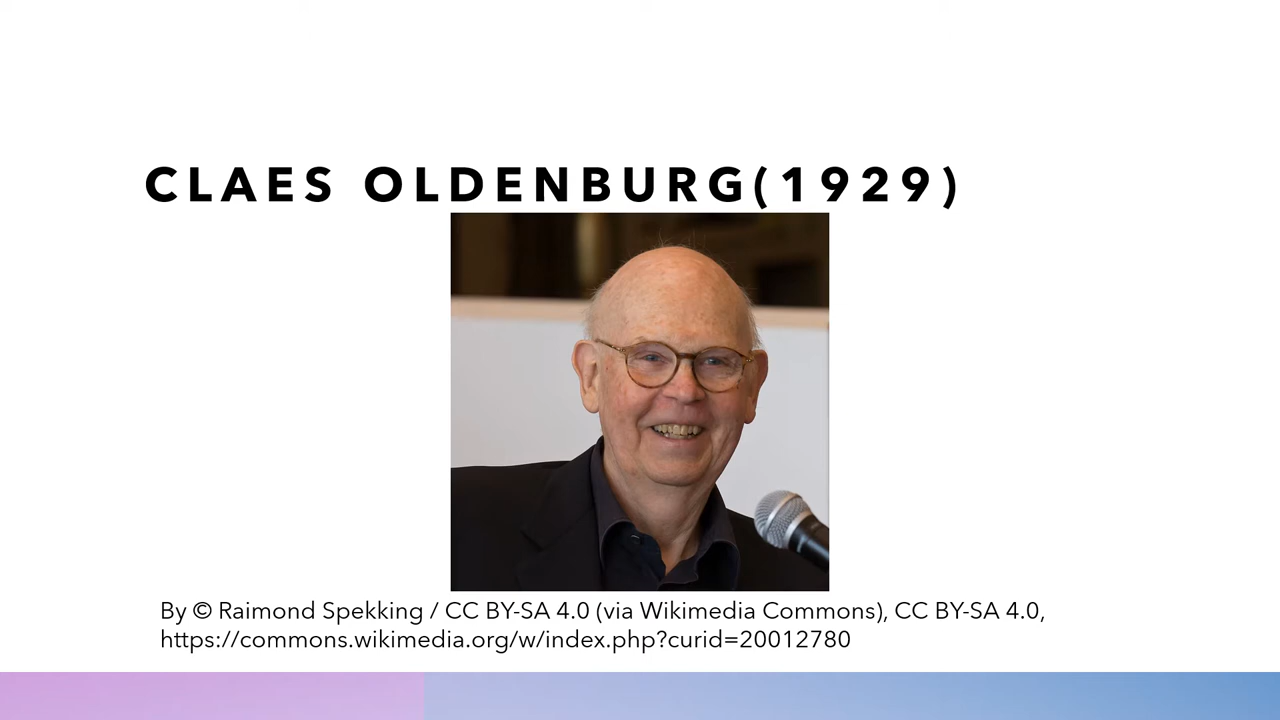 CLAES OLDENBURG(1929)
By © Raimond Spekking / CC BY-SA 4.0 (via Wikimedia Commons), CC BY-SA 4.0,
https://commons.wikimedia.org/w/index.php?curid=20012780